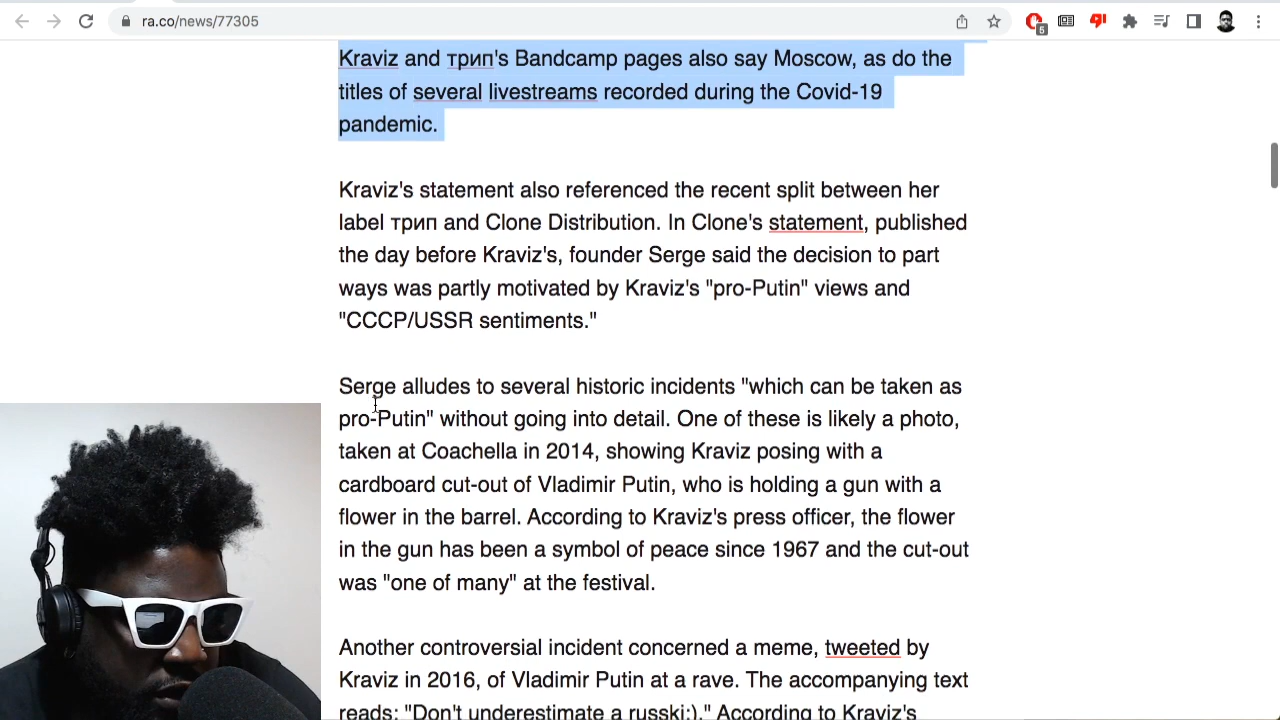 ra.co/news/77305
5
Kraviz and трип's Bandcamp pages also say Moscow, as do the
titles of several livestreams recorded during the Covid-19
pandemic.
Kraviz's statement also referenced the recent split between her
label трип and Clone Distribution. In Clone's statement, published
the day before Kraviz's, founder Serge said the decision to part
ways was partly motivated by Kraviz's "pro-Putin" views and
"CCCP/USSR sentiments."
Serge alludes to several historic incidents "which can be taken as
pro-Putin" without going into detail. One of these is likely a photo,
taken at Coachella in 2014, showing Kraviz posing with a
cardboard cut-out of Vladimir Putin, who is holding a gun with a
flower in the barrel. According to Kraviz's press officer, the flower
in the gun has been a symbol of peace since 1967 and the cut-out
was "one of many" at the festival.
Another controversial incident concerned a meme, tweeted by
Kraviz in 2016, of Vladimir Putin at a rave. The accompanying text
reads: "Don't underestimate a russki:)." According to Kraviz's